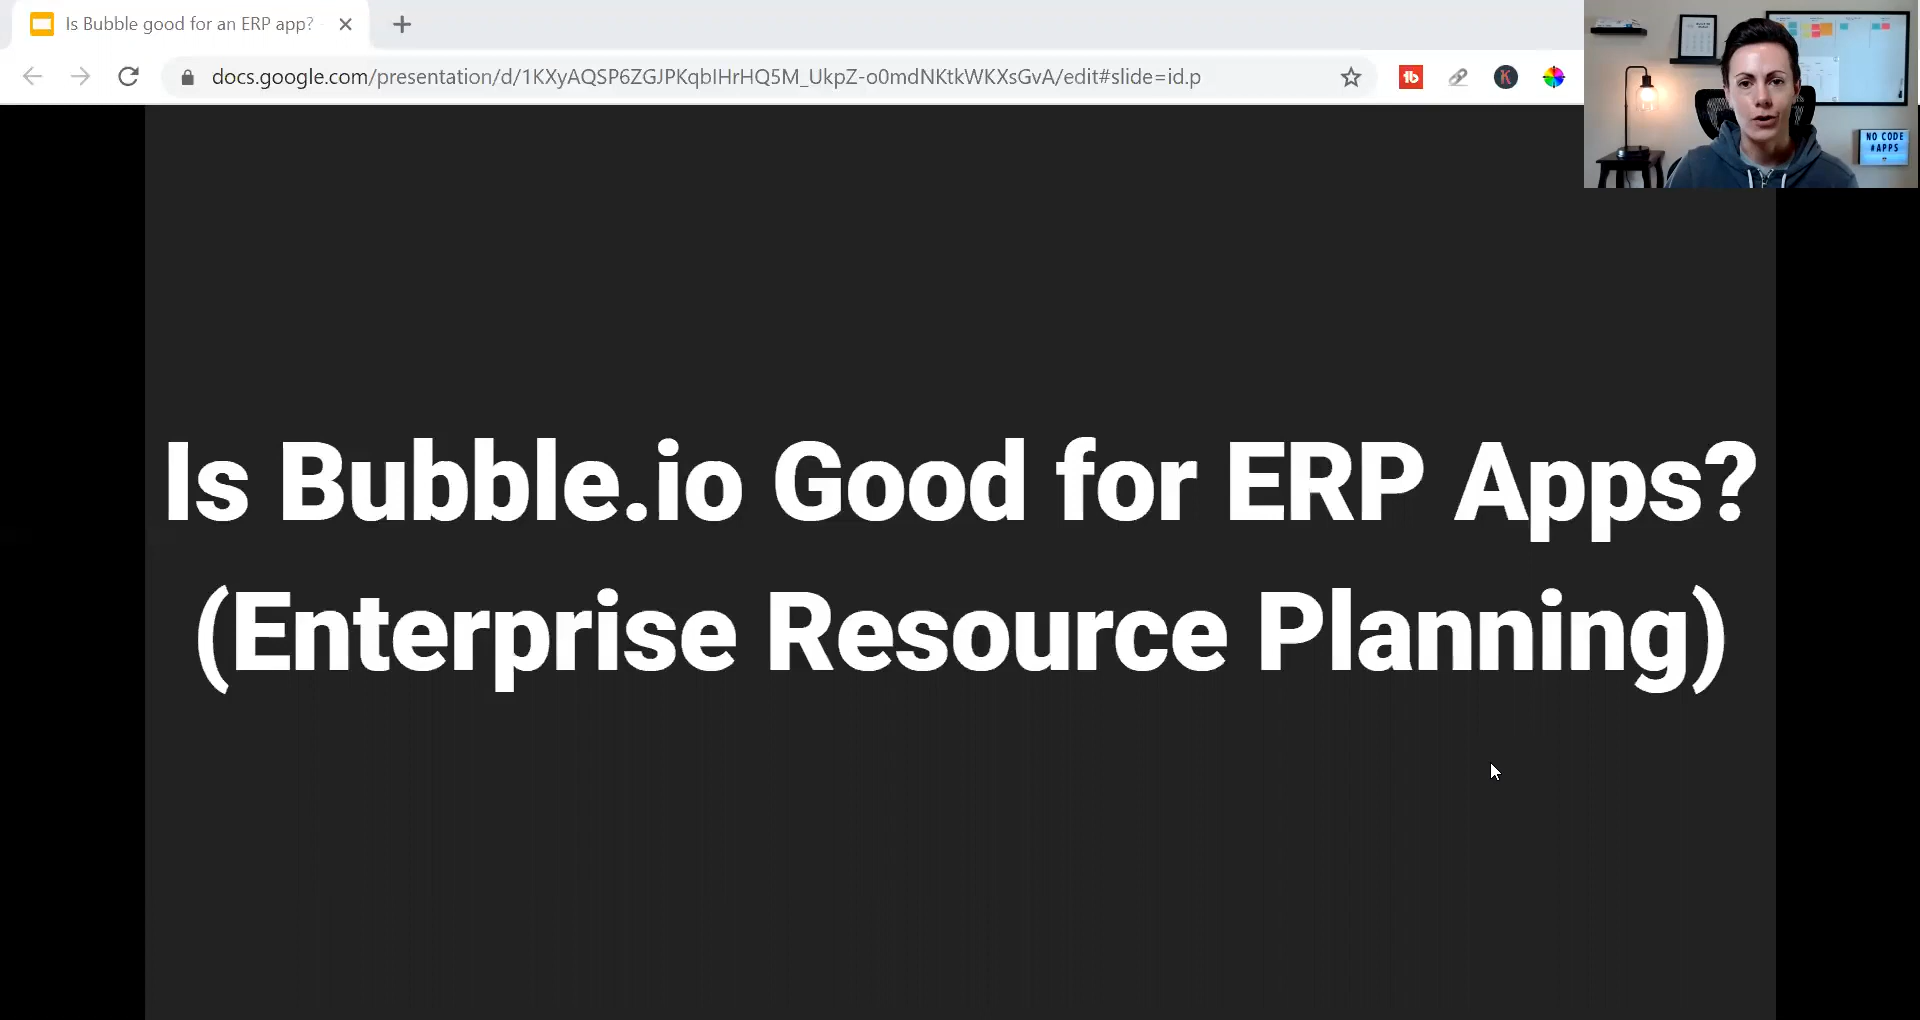 Is Bubble good for an ERP app?
docs.google.com/presentation/d/1KXyAQSP6ZGJPKqbIHrHQ5M_UkpZ-o0mdNKtkWKXsGvA/edit#slide=id.p
1b
K
NO CODE
#APPS
Is Bubble.io Good for ERP Apps?
(Enterprise Resource Planning)